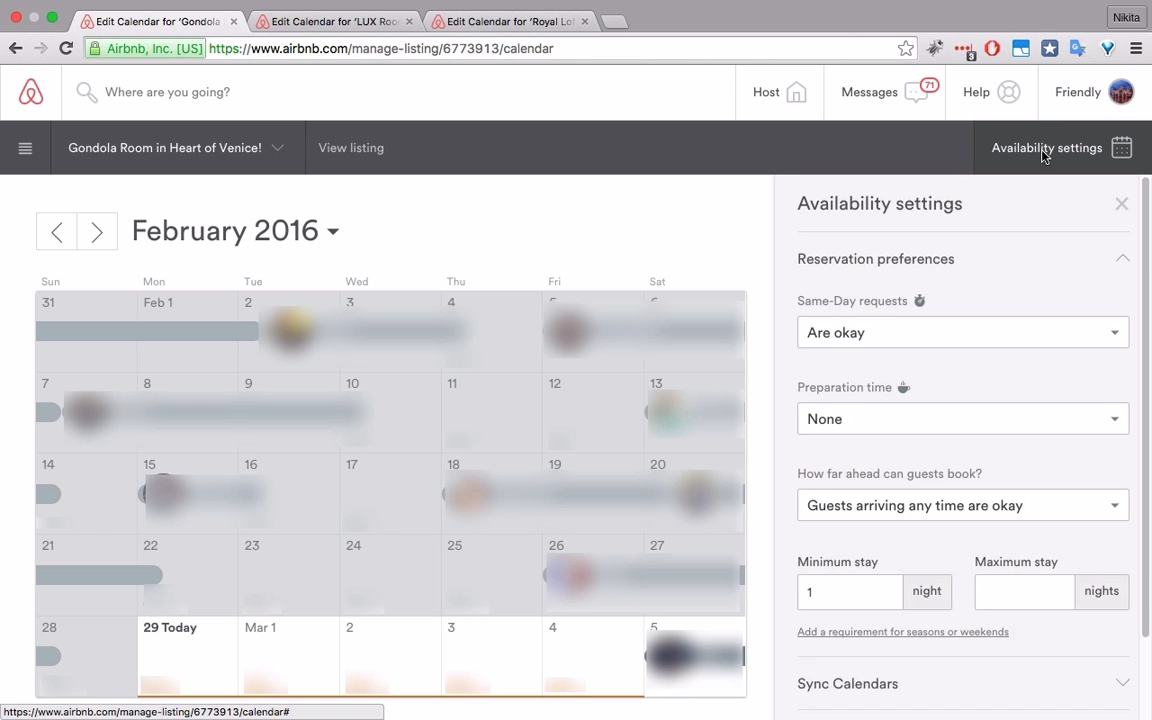 Edit Calendar for 'Gondola
Edit Calendar for 'LUX Roo
Edit Calendar for 'Royal Lo
Nikita
Airbnb, Inc. [US]
https://www.airbnb.com/manage-listing/6773913/calendar
3
Where are you going?
Host
Messages
71
Help
Friendly
Gondola Room in Heart of Venice!
View listing
Availability settings
February 2016
Sun Mon Tue Wed Thu Fri Sat
31 Feb 1 2 3 4 5 6
7 8 9 10 11 12 13
14 15 16 17 18 19 20
21 22 23 24 25 26 27
28 29 Today Mar 1 2 3 4 5
Availability settings
Reservation preferences
Same-Day requests
Are okay
Preparation time
None
How far ahead can guests book?
Guests arriving any time are okay
Minimum stay
Maximum stay
1 night
nights
Add a requirement for seasons or weekends
Sync Calendars
https://www.airbnb.com/manage-listing/6773913/calendar#